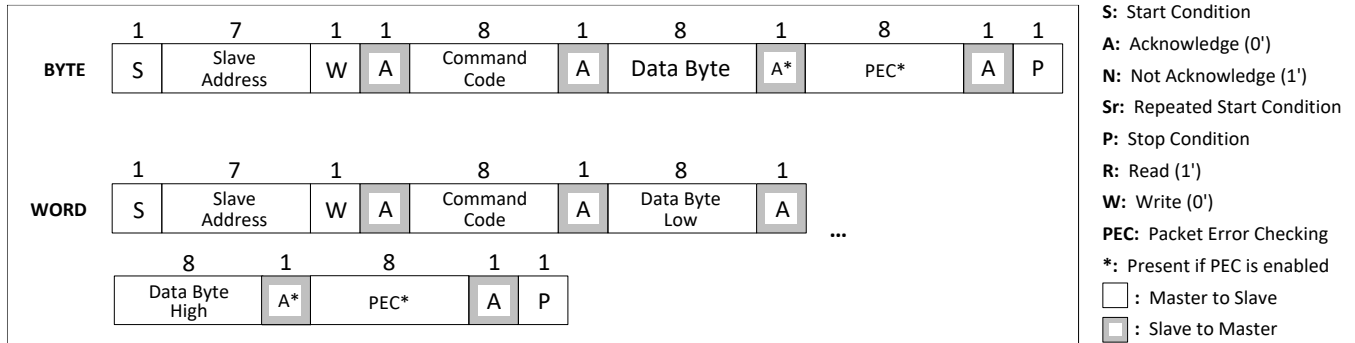 1 7 1 1 8 1 8 1 8 1 1
BYTE S Slave Address W A Command Code A Data Byte A* PEC* A P
1 7 1 1 8 1 8 1
WORD S Slave Address W A Command Code A Data Byte Low A ...
8 1 8 1 1
Data Byte High A* PEC* A P
S: Start Condition
A: Acknowledge (0')
N: Not Acknowledge (1')
Sr: Repeated Start Condition
P: Stop Condition
R: Read (1')
W: Write (0')
PEC: Packet Error Checking
*: Present if PEC is enabled
: Master to Slave
: Slave to Master